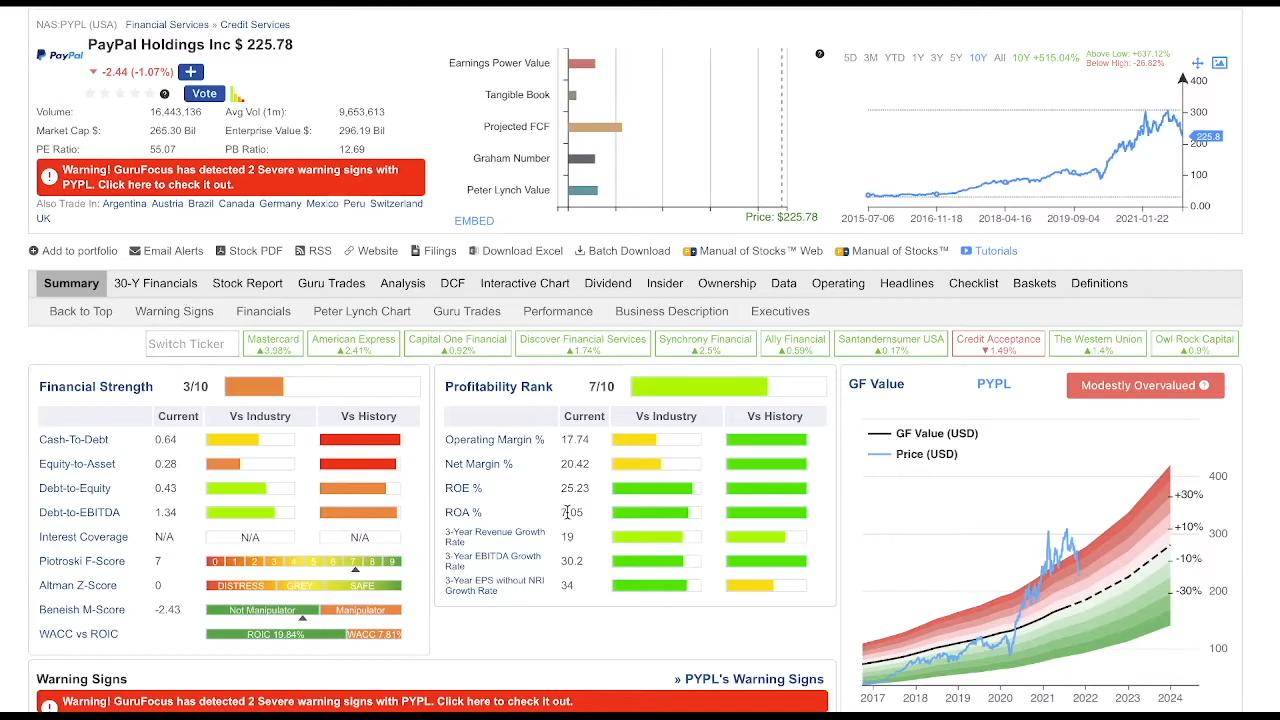 NAS:PYPL (USA) Financial Services » Credit Services
PayPal PayPal Holdings Inc $ 225.78
-2.44 (-1.07%) +
Vote
Volume: 16,443,136 Avg Vol (1m): 9,653,613
Market Cap $: 265.30 Bil Enterprise Value $: 296.19 Bil
PE Ratio: 55.07 PB Ratio: 12.69
Warning! GuruFocus has detected 2 Severe warning signs with
PYPL. Click here to check it out.
Also Trade In: Argentina Austria Brazil Canada Germany Mexico Peru Switzerland
UK
Earnings Power Value
Tangible Book
Projected FCF
Graham Number
Peter Lynch Value
EMBED
Price: $225.78
5D 3M YTD 1Y 3Y 5Y 10Y All 10Y +515.04% Above Low: +637.12%
Below High: -26.82%
400
300
225.8
200
100
0.00
2015-07-06 2016-11-18 2018-04-16 2019-09-04 2021-01-22
Add to portfolio Email Alerts Stock PDF RSS Website Filings Download Excel Batch Download Manual of Stocks™ Web Manual of Stocks™ Tutorials
Summary 30-Y Financials Stock Report Guru Trades Analysis DCF Interactive Chart Dividend Insider Ownership Data Operating Headlines Checklist Baskets Definitions
Back to Top Warning Signs Financials Peter Lynch Chart Guru Trades Performance Business Description Executives
Switch Ticker
Mastercard
▲3.98%
American Express
▲2.41%
Capital One Financial
▲0.92%
Discover Financial Services
▲1.74%
Synchrony Financial
▲2.5%
Ally Financial
▲0.59%
Santandernsumer USA
▲0.17%
Credit Acceptance
▼1.49%
The Western Union
▲1.4%
Owl Rock Capital
▲0.9%
Financial Strength 3/10
Current Vs Industry Vs History
Cash-To-Debt 0.64
Equity-to-Asset 0.28
Debt-to-Equity 0.43
Debt-to-EBITDA 1.34
Interest Coverage N/A N/A N/A
Piotroski F-Score 7 0 1 2 3 4 5 6 7 8 9
Altman Z-Score 0 DISTRESS GREY SAFE
Beneish M-Score -2.43 Not Manipulator Manipulator
WACC vs ROIC ROIC 19.84% WACC 7.81%
Profitability Rank 7/10
Current Vs Industry Vs History
Operating Margin % 17.74
Net Margin % 20.42
ROE % 25.23
ROA % 7.05
3-Year Revenue Growth
Rate 19
3-Year EBITDA Growth
Rate 30.2
3-Year EPS without NRI
Growth Rate 34
GF Value PYPL Modestly Overvalued
GF Value (USD)
Price (USD)
400
+30%
+10%
300
-10%
-30%
200
100
2017 2018 2019 2020 2021 2022 2023 2024
Warning Signs » PYPL's Warning Signs
Warning! GuruFocus has detected 2 Severe warning signs with PYPL. Click here to check it out.